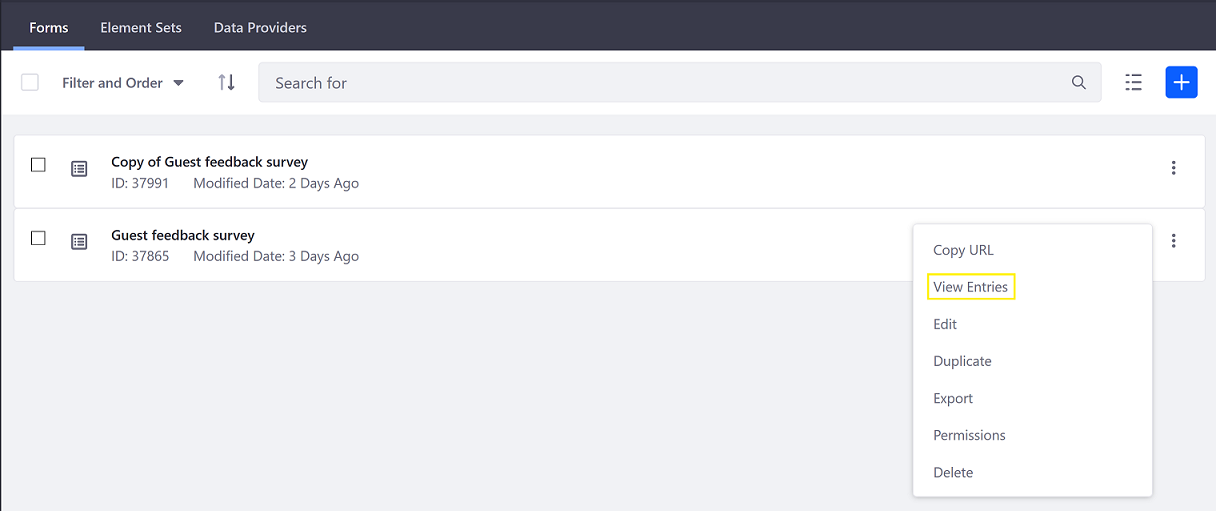 Forms Element Sets Data Providers
Filter and Order Search for
Copy of Guest feedback survey
ID: 37991 Modified Date: 2 Days Ago
Guest feedback survey
ID: 37865 Modified Date: 3 Days Ago
Copy URL
View Entries
Edit
Duplicate
Export
Permissions
Delete